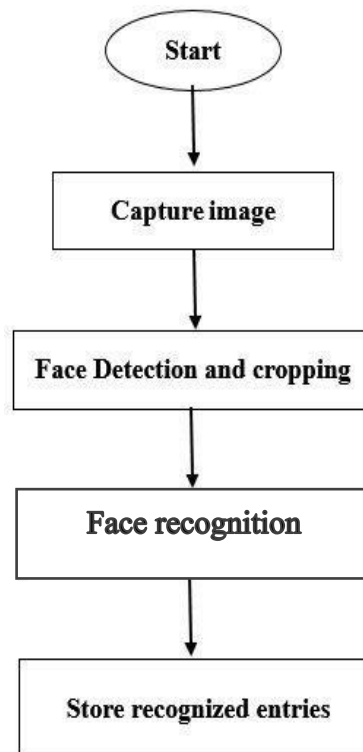 Start
Capture image
Face Detection and cropping
Face recognition
Store recognized entries